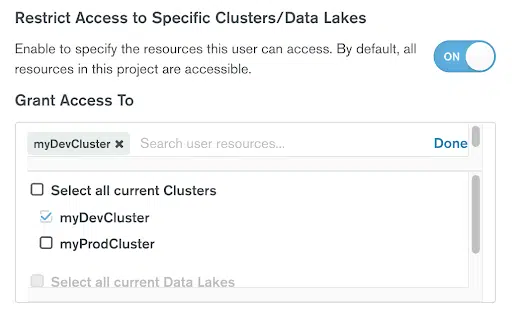 Restrict Access to Specific Clusters/Data Lakes
Enable to specify the resources this user can access. By default, all
resources in this project are accessible.
ON
Grant Access To
myDevCluster ×
Search user resources...
Done
Select all current Clusters
myDevCluster
myProdCluster
Select all current Data Lakes